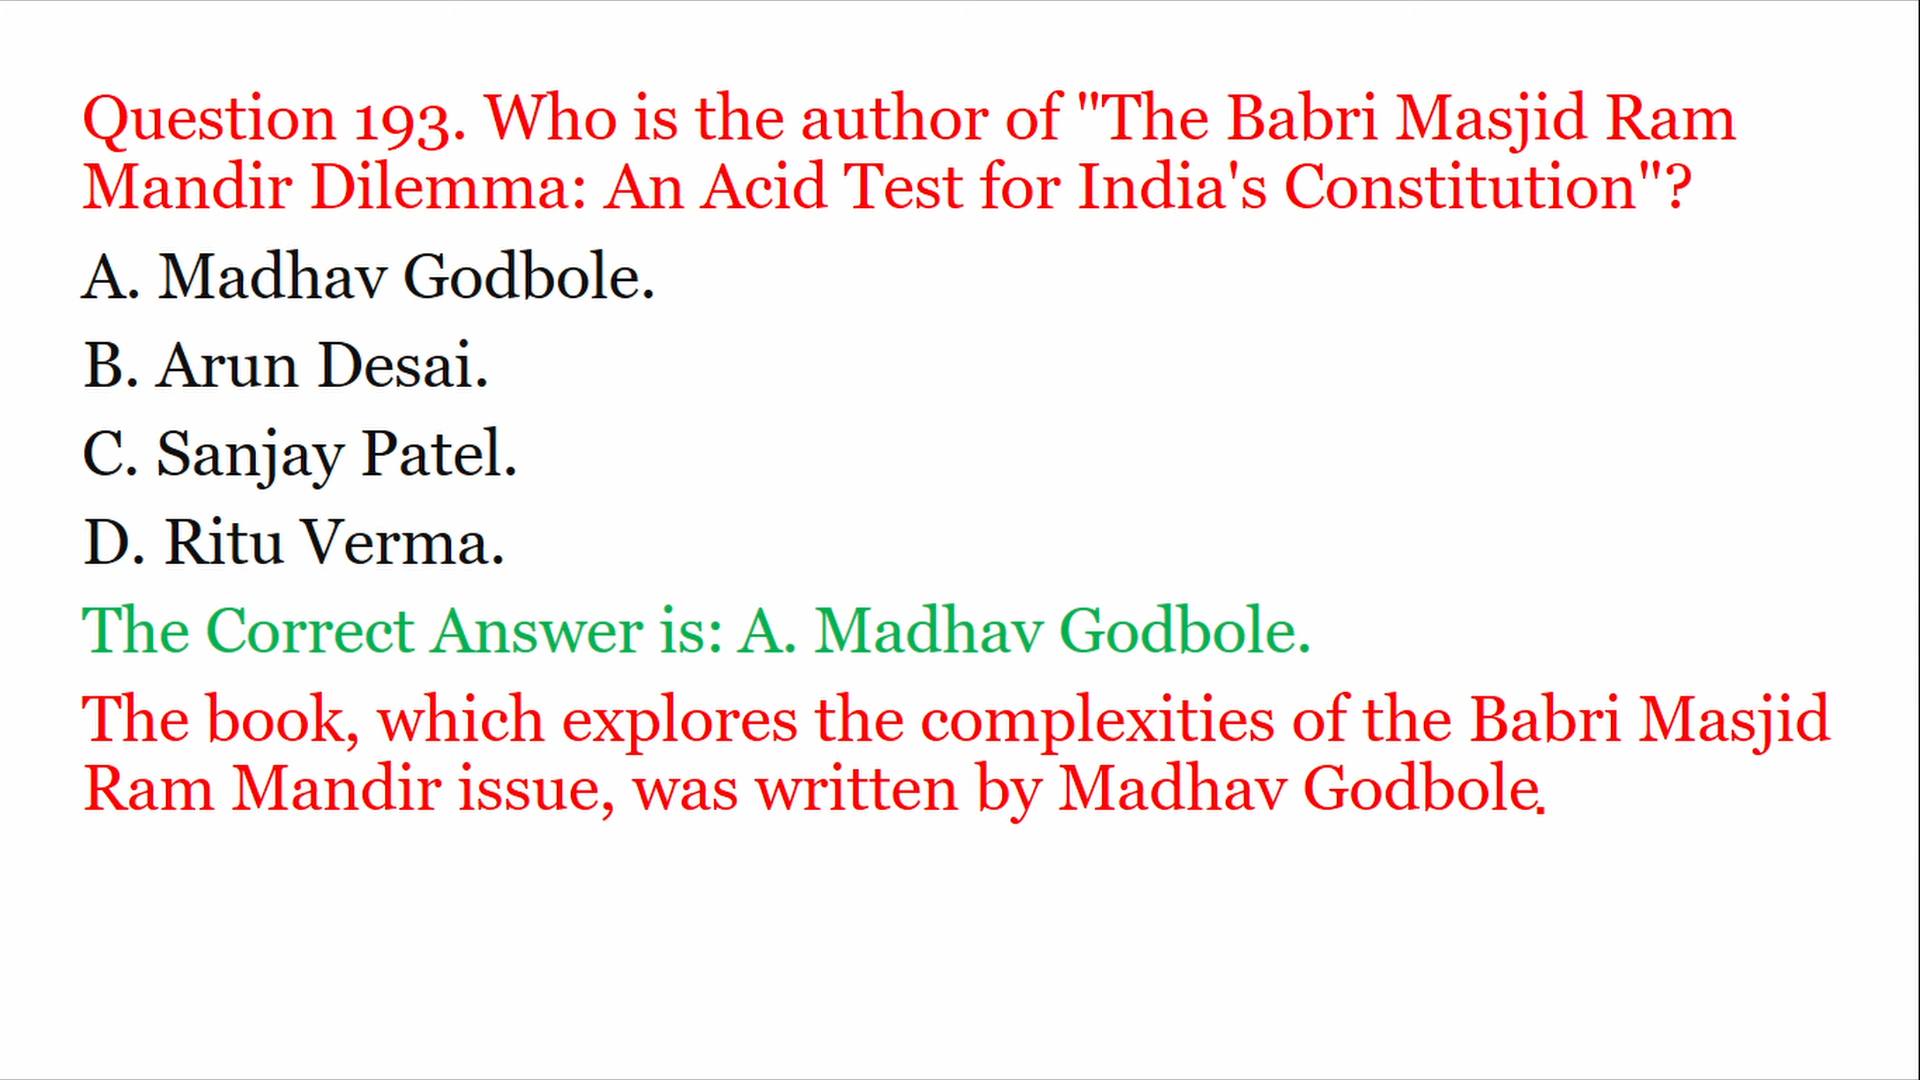 Question 193. Who is the author of "The Babri Masjid Ram
Mandir Dilemma: An Acid Test for India's Constitution"?
A. Madhav Godbole.
B. Arun Desai.
C. Sanjay Patel.
D. Ritu Verma.
The Correct Answer is: A. Madhav Godbole.
The book, which explores the complexities of the Babri Masjid
Ram Mandir issue, was written by Madhav Godbole.